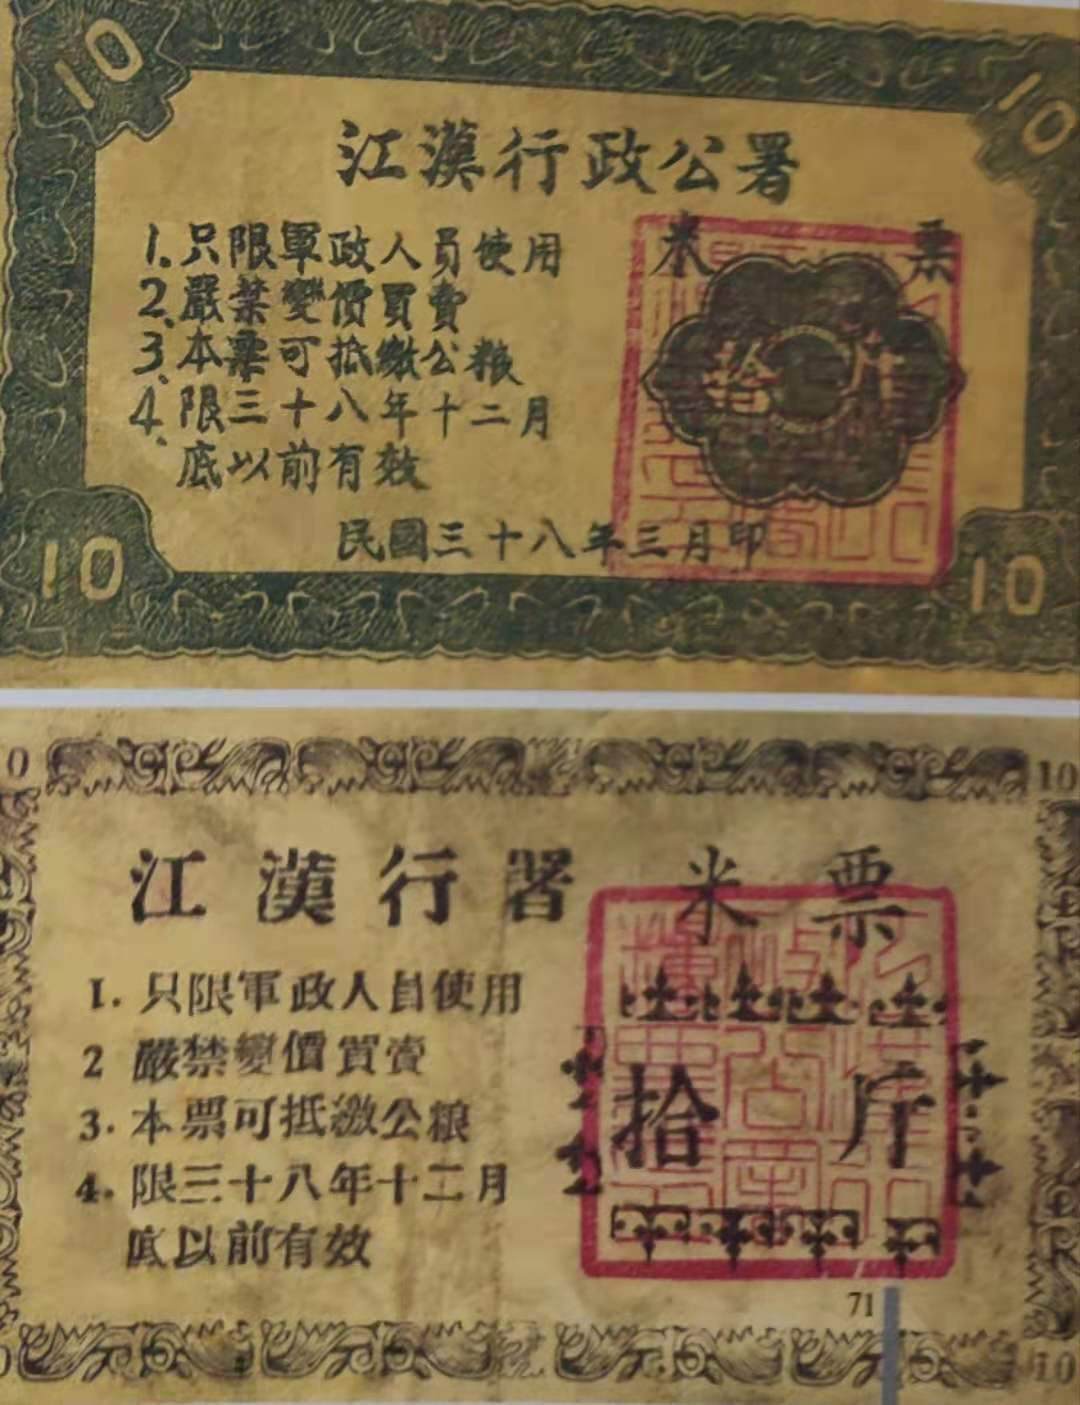 10 10
江漢行政公署
1.只限軍政人員使用
2.嚴禁變價買賣
3.本票可抵繳公粮
4.限三十八年十二月
底以前有效
米票
拾斤
民國三十八年三月印
10 10
0 10
江漢行署 米票
1. 只限軍政人員使用
2 嚴禁變價買賣
3. 本票可抵繳公粮
4. 限三十八年十二月
底以前有效
拾斤
71
0 10